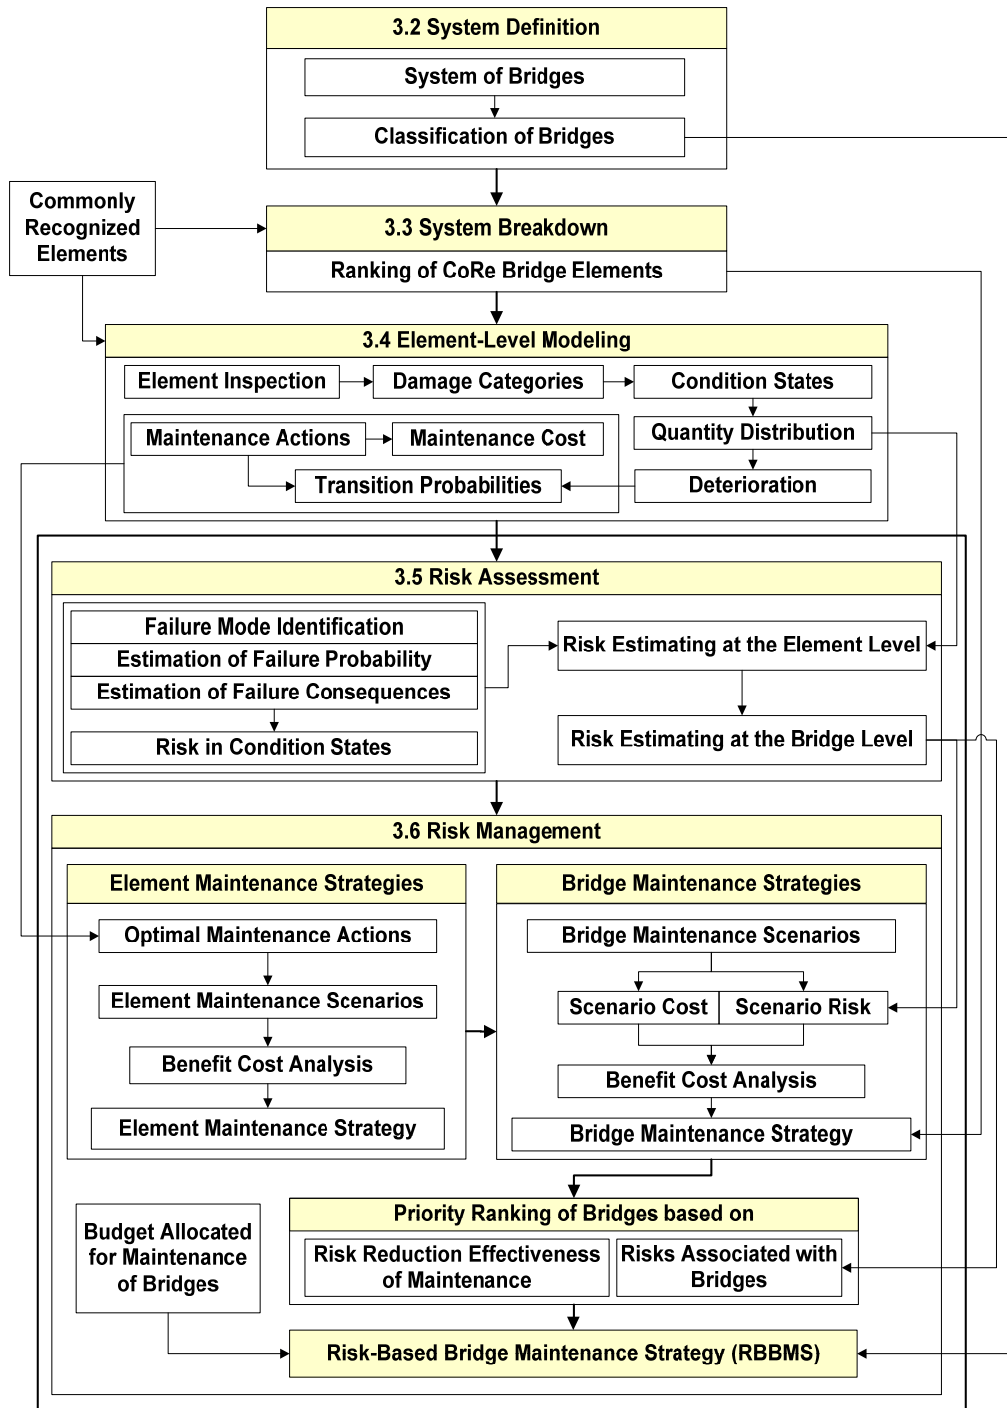 3.2 System Definition
System of Bridges
Classification of Bridges
Commonly
Recognized
Elements
3.3 System Breakdown
Ranking of CoRe Bridge Elements
3.4 Element-Level Modeling
Element Inspection
Damage Categories
Condition States
Maintenance Actions
Maintenance Cost
Quantity Distribution
Transition Probabilities
Deterioration
3.5 Risk Assessment
Failure Mode Identification
Estimation of Failure Probability
Estimation of Failure Consequences
Risk in Condition States
Risk Estimating at the Element Level
Risk Estimating at the Bridge Level
3.6 Risk Management
Element Maintenance Strategies
Optimal Maintenance Actions
Element Maintenance Scenarios
Benefit Cost Analysis
Element Maintenance Strategy
Bridge Maintenance Strategies
Bridge Maintenance Scenarios
Scenario Cost
Scenario Risk
Benefit Cost Analysis
Bridge Maintenance Strategy
Budget Allocated
for Maintenance
of Bridges
Priority Ranking of Bridges based on
Risk Reduction Effectiveness
of Maintenance
Risks Associated with
Bridges
Risk-Based Bridge Maintenance Strategy (RBBMS)